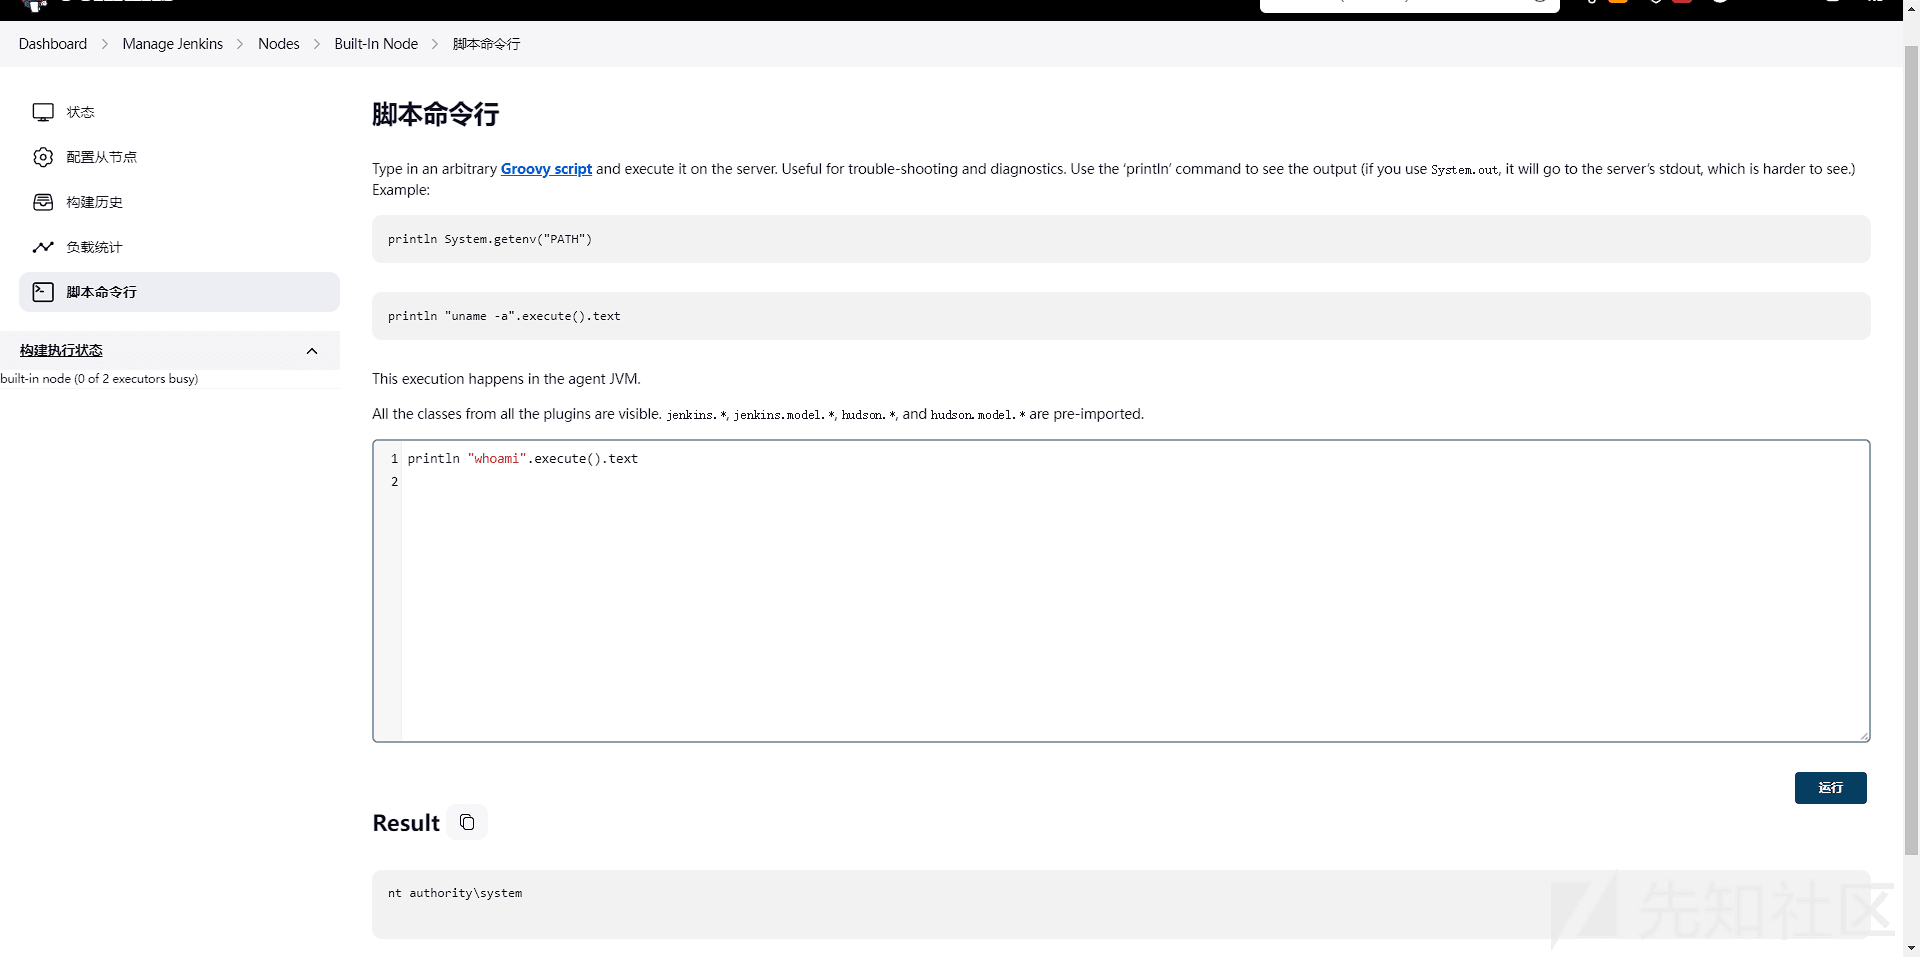 Dashboard > Manage Jenkins > Nodes > Built-In Node > 脚本命令行
状态
配置从节点
构建历史
负载统计
脚本命令行
构建执行状态
built-in node (0 of 2 executors busy)
脚本命令行
Type in an arbitrary Groovy script and execute it on the server. Useful for trouble-shooting and diagnostics. Use the ‘println’ command to see the output (if you use System.out, it will go to the server’s stdout, which is harder to see.)
Example:
println System.getenv("PATH")
println "uname -a".execute().text
This execution happens in the agent JVM.
All the classes from all the plugins are visible. jenkins.*, jenkins.model.*, hudson.*, and hudson.model.* are pre-imported.
1 println "whoami".execute().text
2
运行
Result
nt authority\system
先知社区